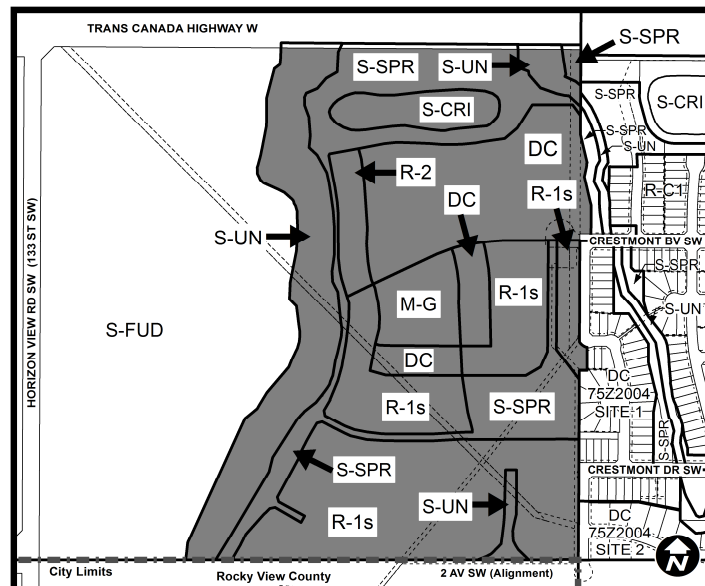 TRANS CANADA HIGHWAY W
S-SPR
S-SPR
S-UN
S-SPR
S-CRI
S-CRI
S-SPR
S-UN
DC
R-2
R-C1
DC
R-1s
S-UN
CRESTMONT BV SW
S-SPR
HORIZON VIEW RD SW (133 ST SW)
R-1s
M-G
S-UN
S-FUD
DC
DC
75Z2004
SITE 1
R-1s
S-SPR
S-SPR
CRESTMONT DR SW
S-SPR
S-UN
R-1s
DC
75Z2004
SITE 2
N
City Limits
Rocky View County
2 AV SW (Alignment)